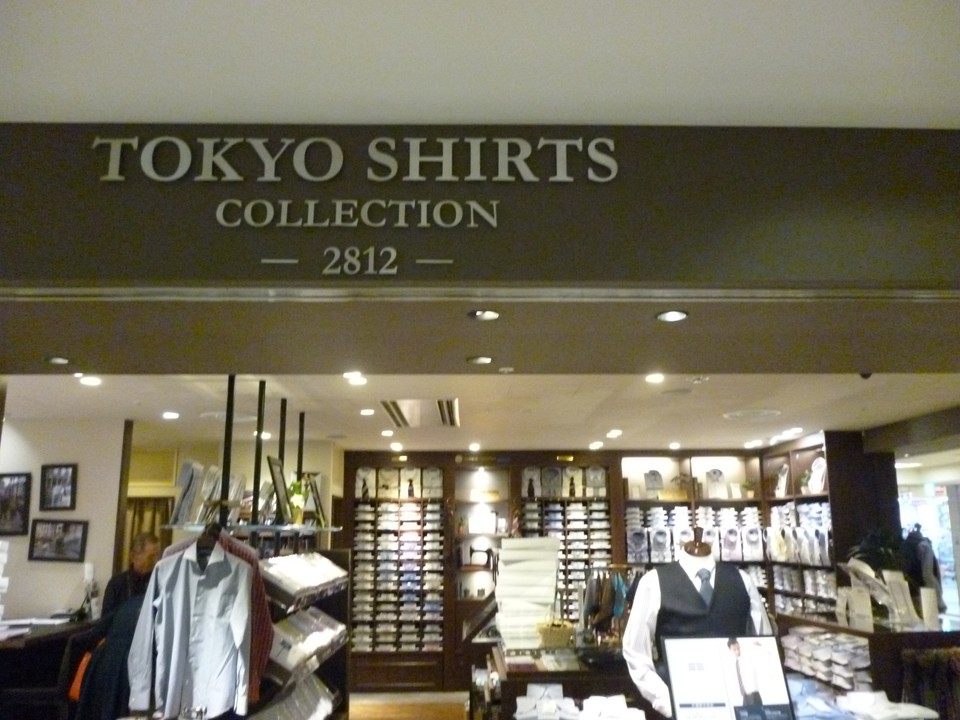 TOKYO SHIRTS
COLLECTION
— 2812 —